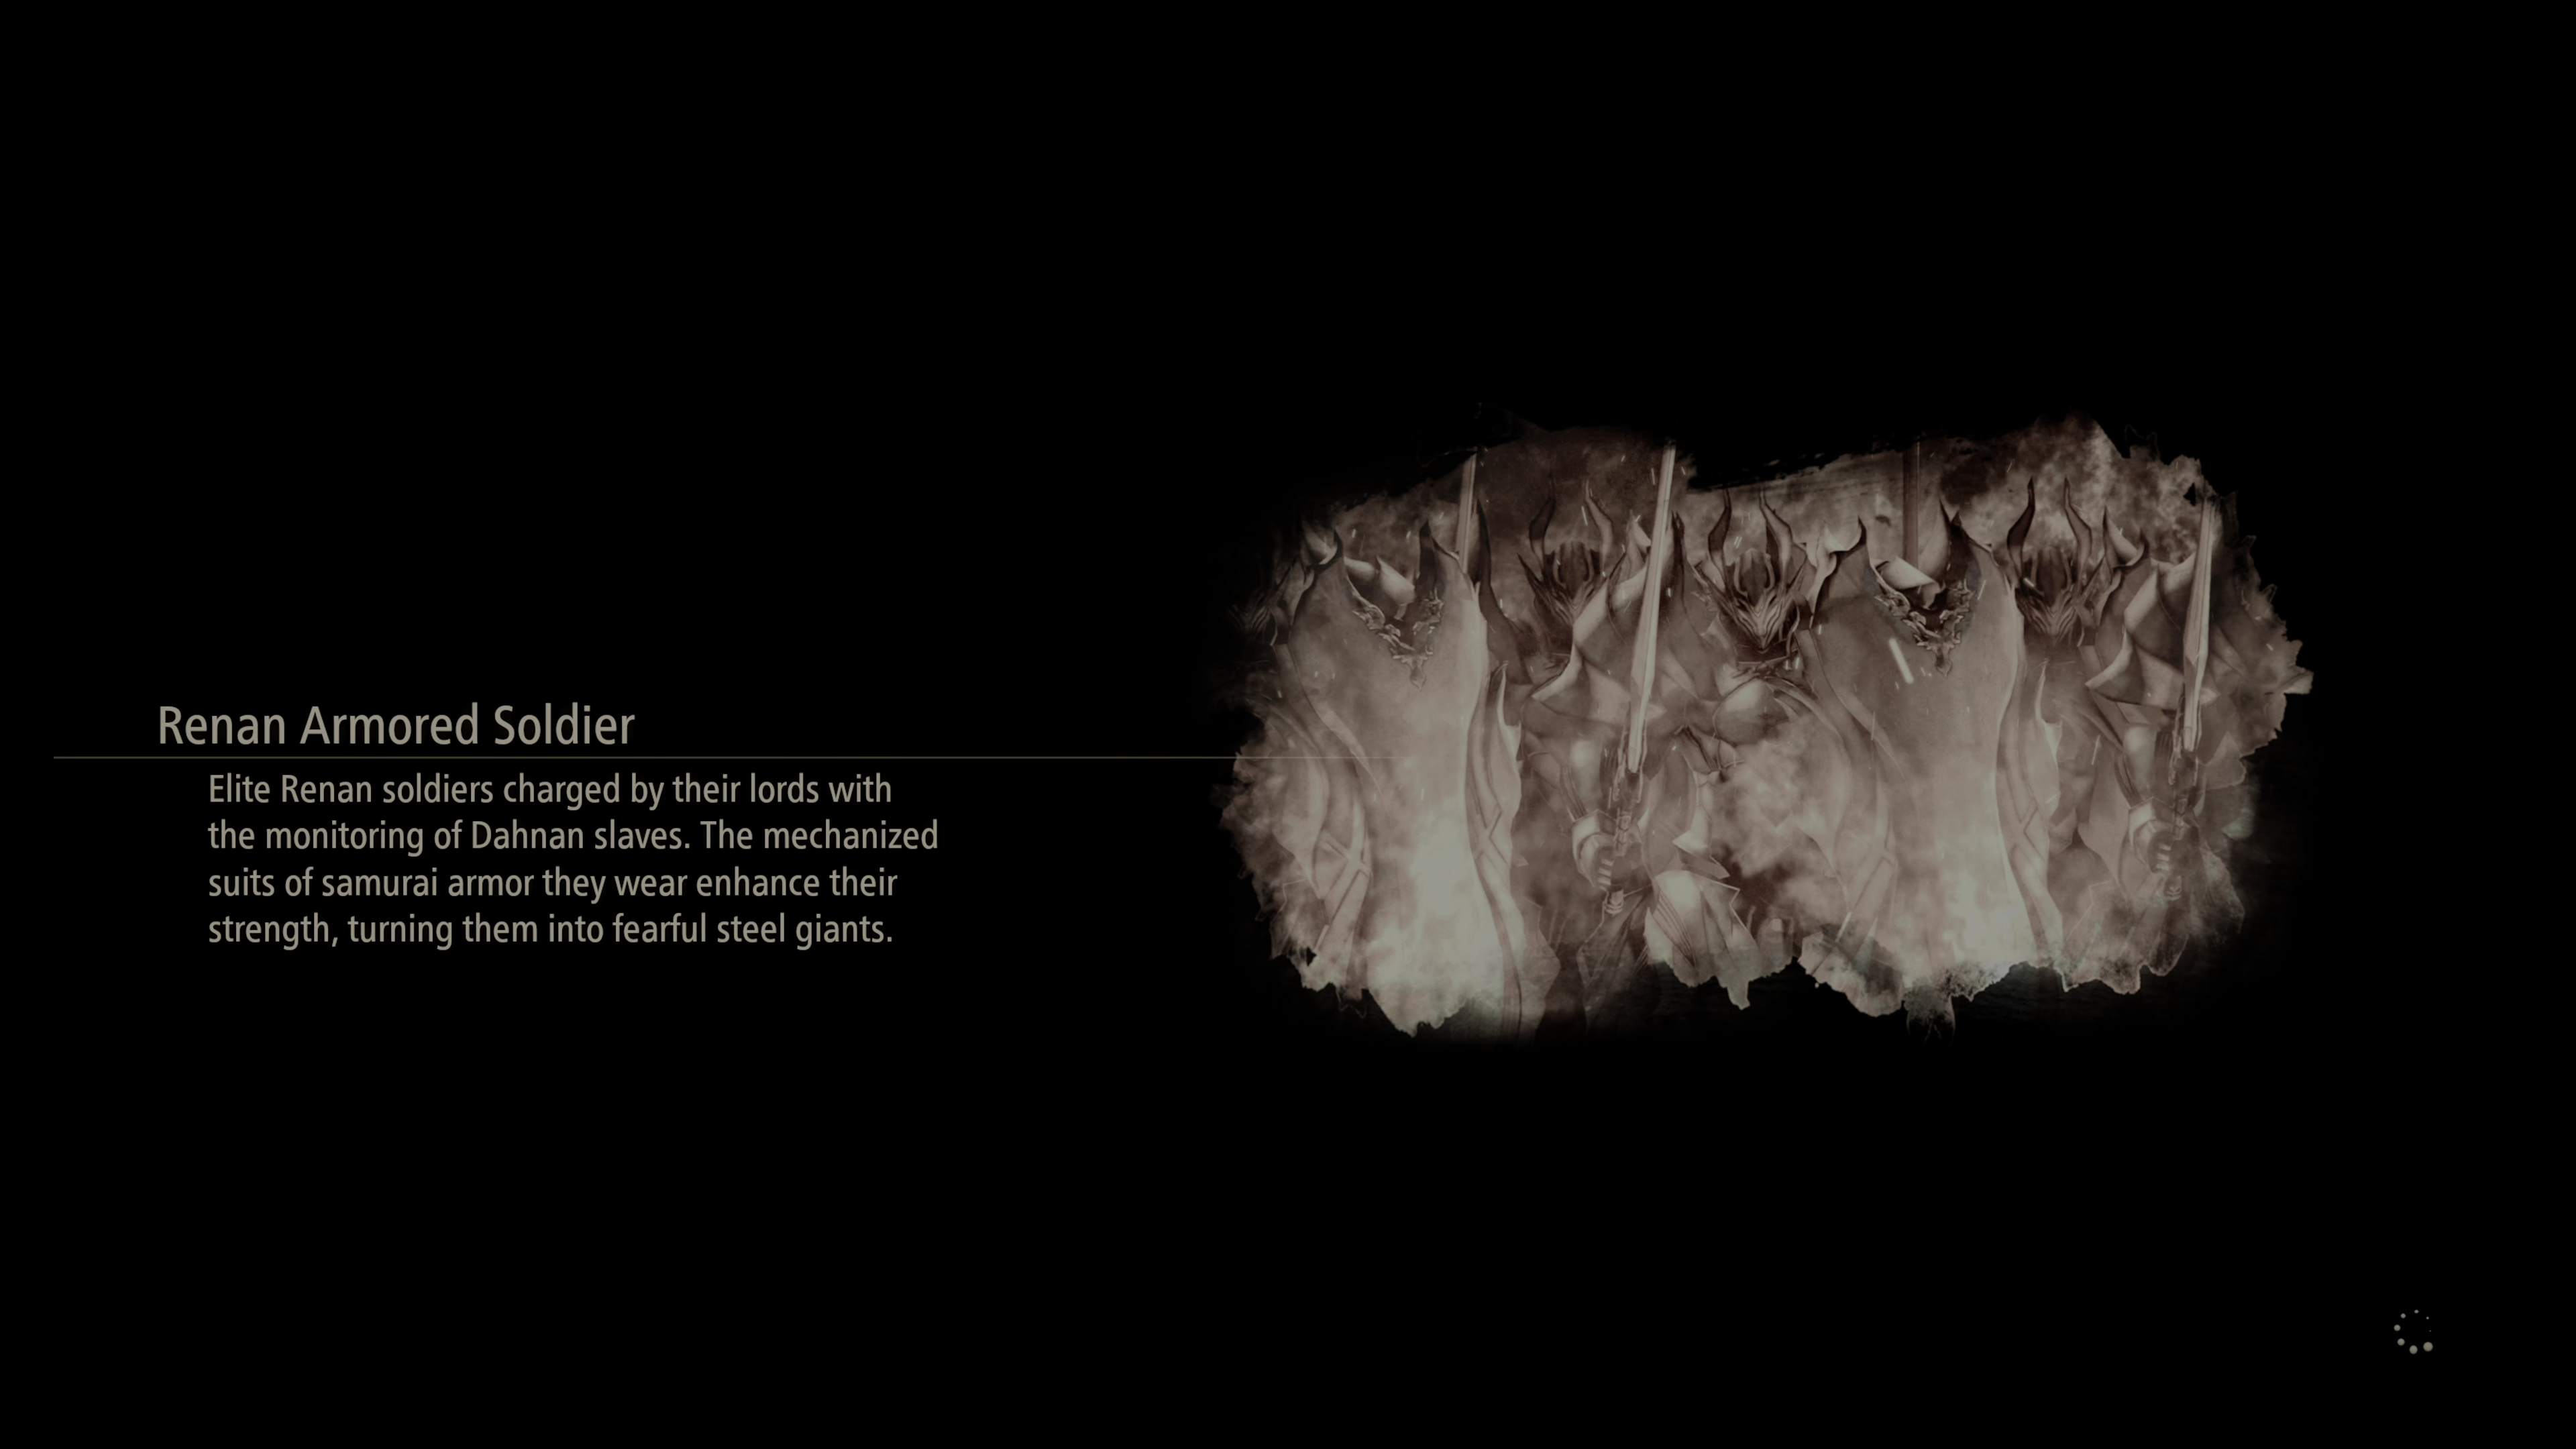 Renan Armored Soldier
Elite Renan soldiers charged by their lords with
the monitoring of Dahnan slaves. The mechanized
suits of samurai armor they wear enhance their
strength, turning them into fearful steel giants.